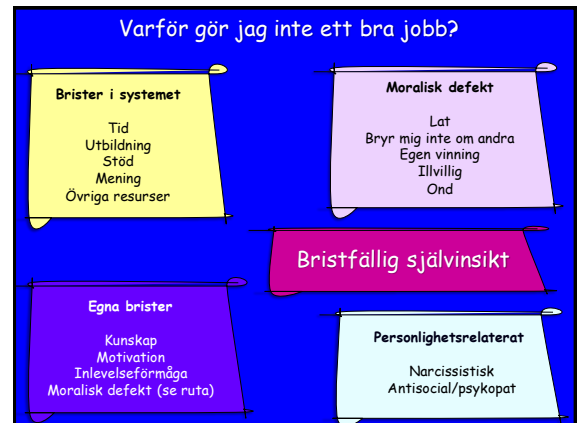 Varför gör jag inte ett bra jobb?
Brister i systemet
Tid
Utbildning
Stöd
Mening
Övriga resurser
Moralisk defekt
Lat
Bryr mig inte om andra
Egen vinning
Illvillig
Ond
Bristfällig självinsikt
Egna brister
Kunskap
Motivation
Inlevelseförmåga
Moralisk defekt (se ruta)
Personlighetsrelaterat
Narcissistisk
Antisocial/psykopat